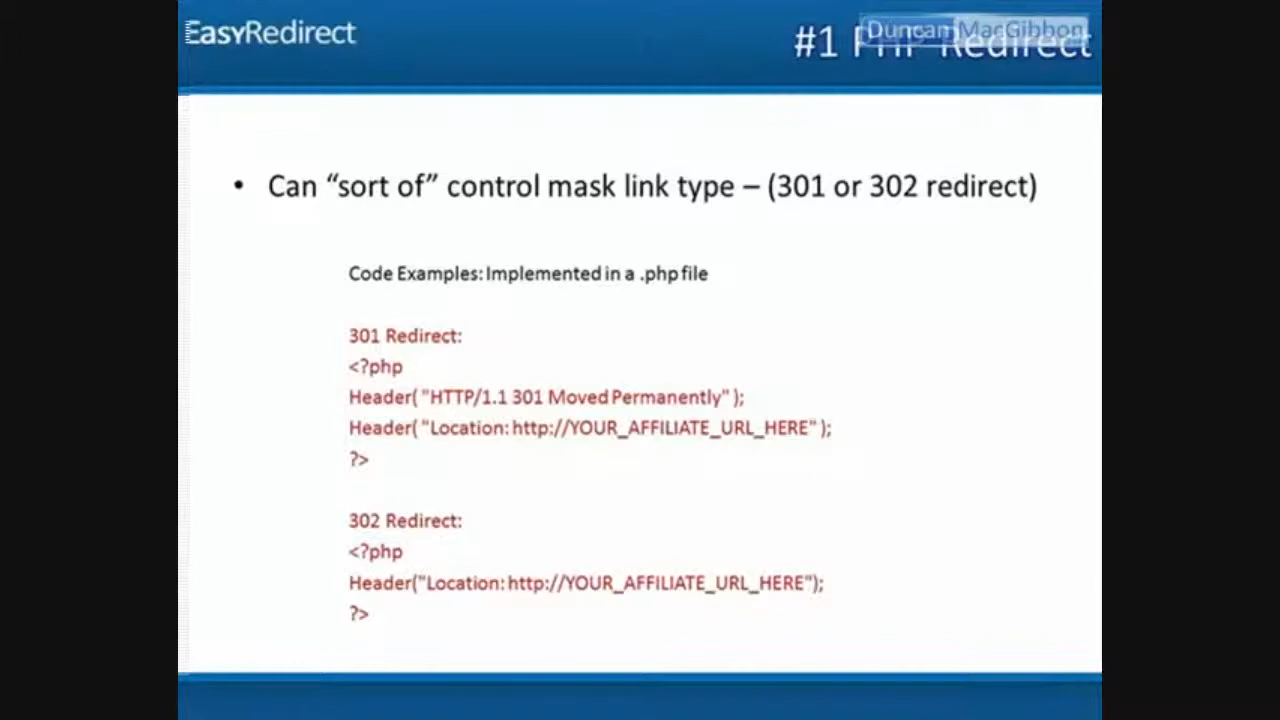 EasyRedirect
Duncan MacGibbon
#1 PHP Redirect
• Can “sort of” control mask link type – (301 or 302 redirect)
Code Examples: Implemented in a .php file
301 Redirect:
<?php
Header( "HTTP/1.1 301 Moved Permanently" );
Header( "Location: http://YOUR_AFFILIATE_URL_HERE" );
?>
302 Redirect:
<?php
Header("Location: http://YOUR_AFFILIATE_URL_HERE");
?>